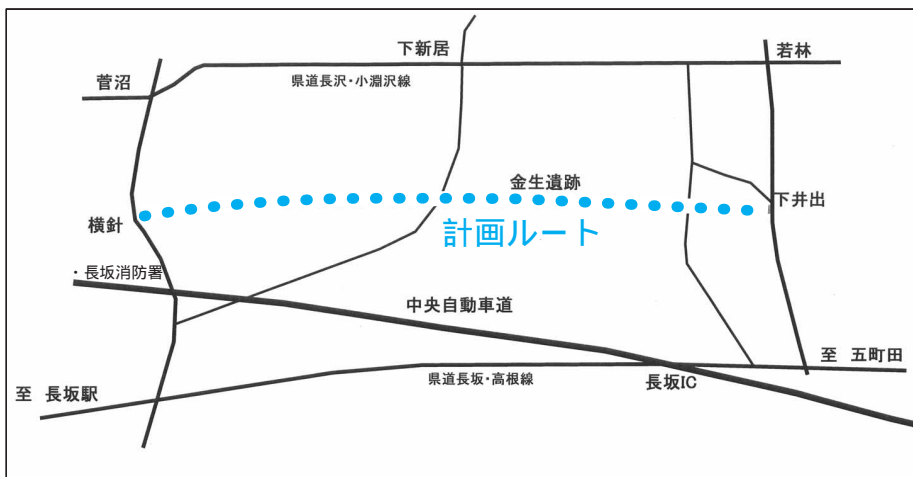 下新居
若林
菅沼
県道長沢・小淵沢線
金生遺跡
下井出
横針
計画ルート
・長坂消防署
中央自動車道
至 五町田
県道長坂・高根線
長坂IC
至 長坂駅